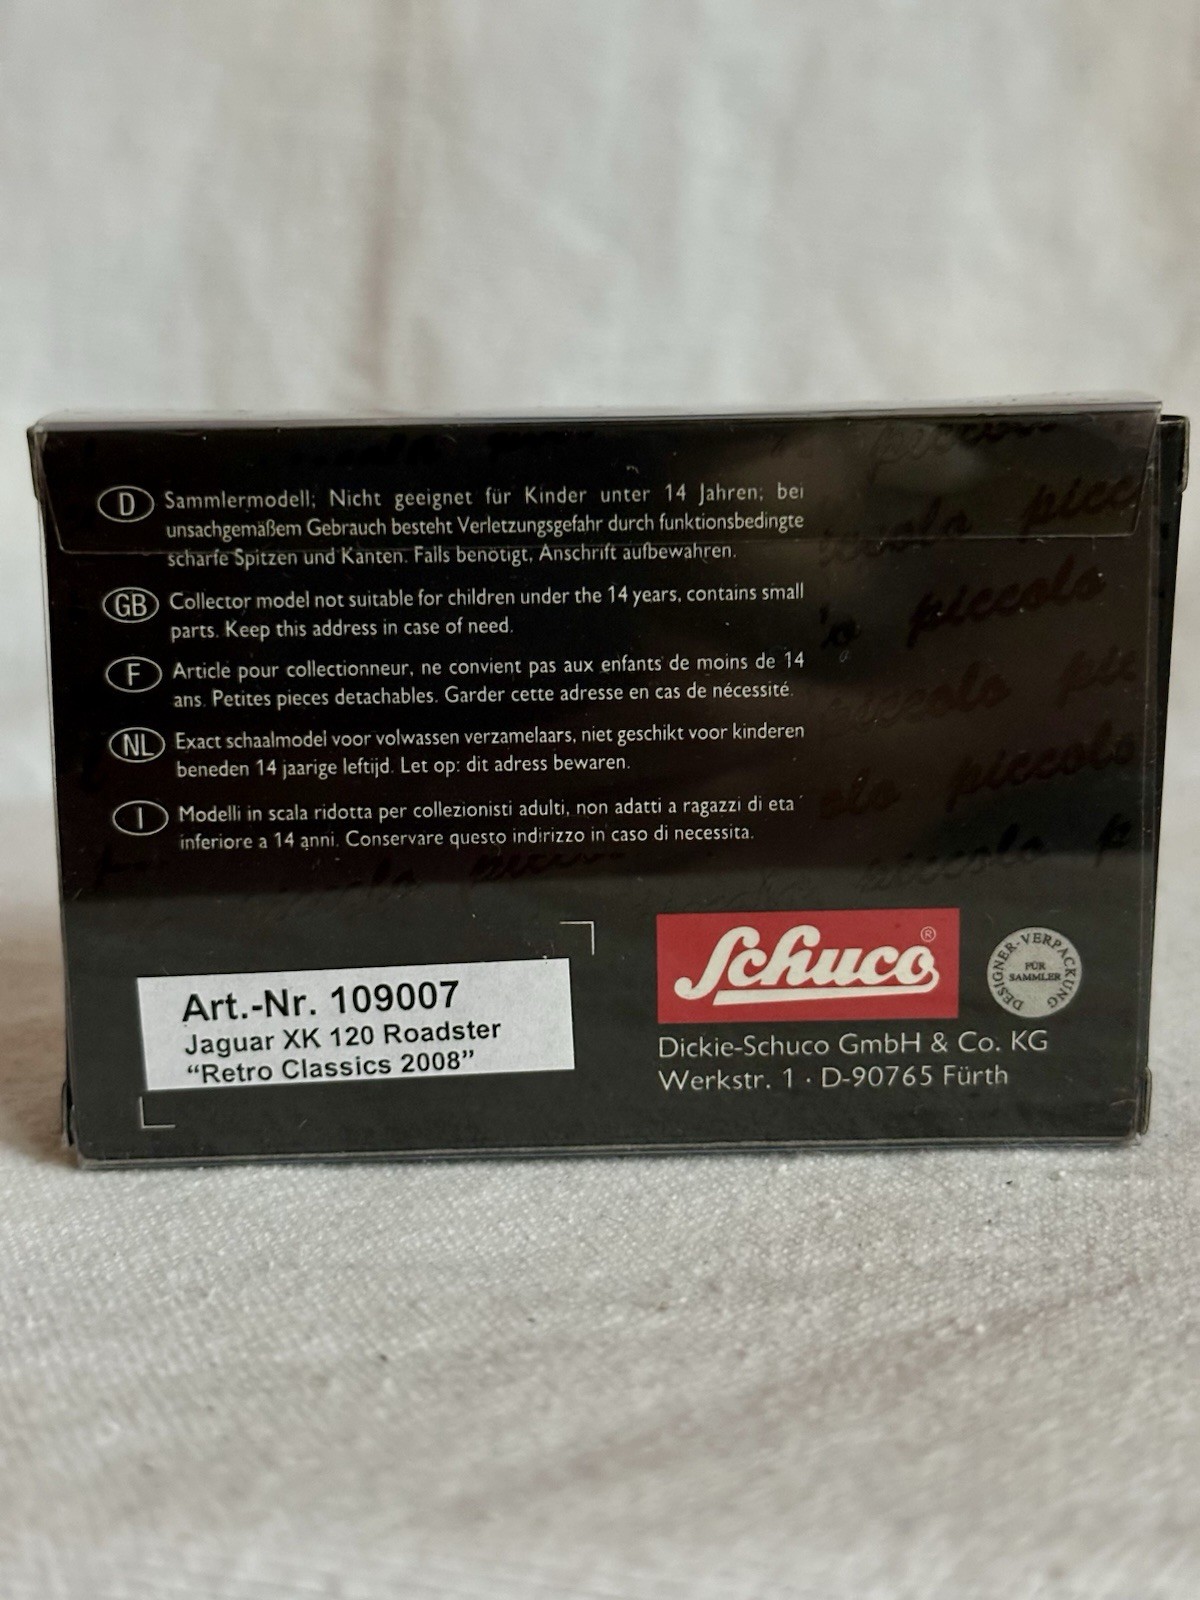 D Sammlermodell; Nicht geeignet für Kinder unter 14 Jahren; bei
unsachgemäßem Gebrauch besteht Verletzungsgefahr durch funktionsbedingte
scharfe Spitzen und Kanten. Falls benötigt, Anschrift aufbewahren.
GB Collector model not suitable for children under the 14 years, contains small
parts. Keep this address in case of need.
F Article pour collectionneur, ne convient pas aux enfants de moins de 14
ans. Petites pieces detachables. Garder cette adresse en cas de nécessité.
NL Exact schaalmodel voor volwassen verzamelaars, niet geschikt voor kinderen
beneden 14 jaarige leftijd. Let op: dit adress bewaren.
I Modelli in scala ridotta per collezionisti adulti, non adatti a ragazzi di eta´
inferiore a 14 anni. Conservare questo indirizzo in caso di necessita.
piccolo
piccolo
piccolo
piccolo
Schuco®
DESIGNER-VERPACKUNG
FÜR
SAMMLER
Art.-Nr. 109007
Jaguar XK 120 Roadster
“Retro Classics 2008”
Dickie-Schuco GmbH & Co. KG
Werkstr. 1 · D-90765 Fürth